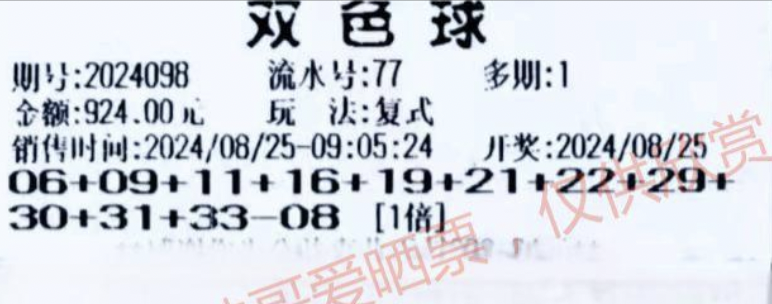 双色球
期号:2024098 流水号:77 多期:1
金额:924.00元 玩 法:复式
销售时间:2024/08/25-09:05:24 开奖:2024/08/25
06+09+11+16+19+21+22+29+
30+31+33-08 [1倍]
仅供欣赏
哥爱晒票